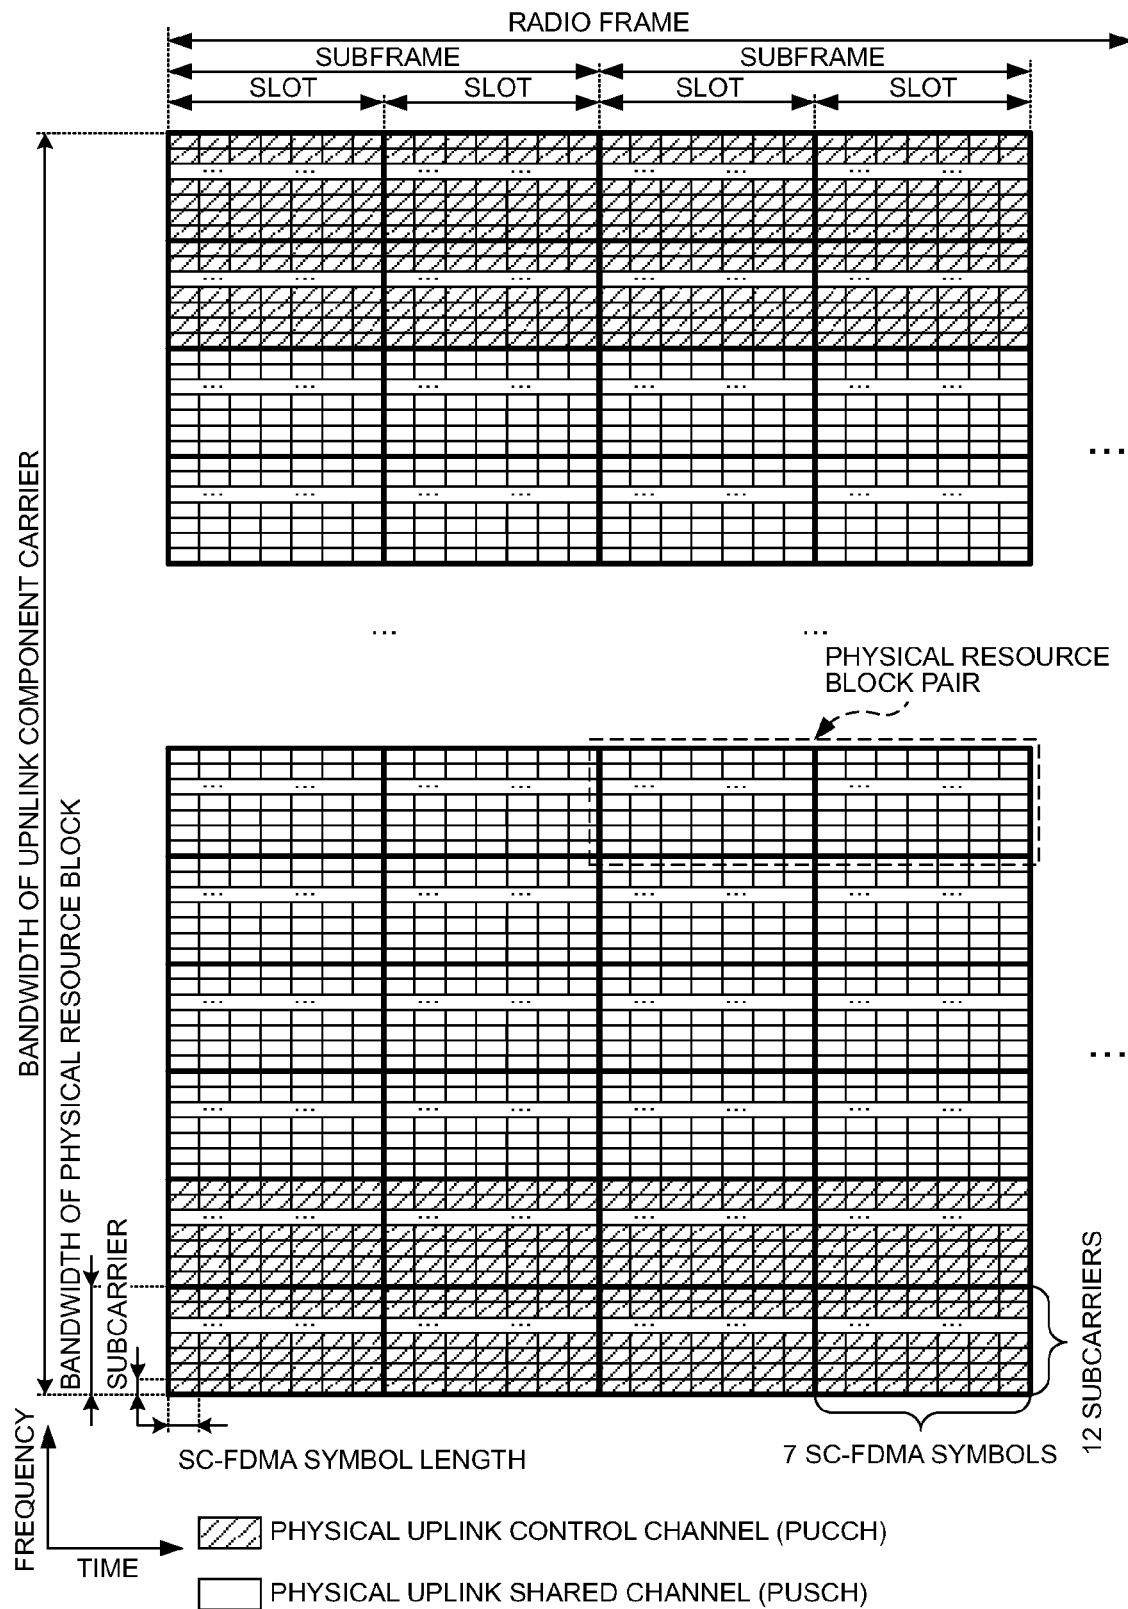 RADIO FRAME
SUBFRAME SUBFRAME
SLOT SLOT SLOT SLOT
BANDWIDTH OF UPNLINK COMPONENT CARRIER
...
...
PHYSICAL RESOURCE
BLOCK PAIR
BANDWIDTH OF PHYSICAL RESOURCE BLOCK
SUBCARRIER
...
12 SUBCARRIERS
SC-FDMA SYMBOL LENGTH
7 SC-FDMA SYMBOLS
FREQUENCY
TIME
PHYSICAL UPLINK CONTROL CHANNEL (PUCCH)
PHYSICAL UPLINK SHARED CHANNEL (PUSCH)